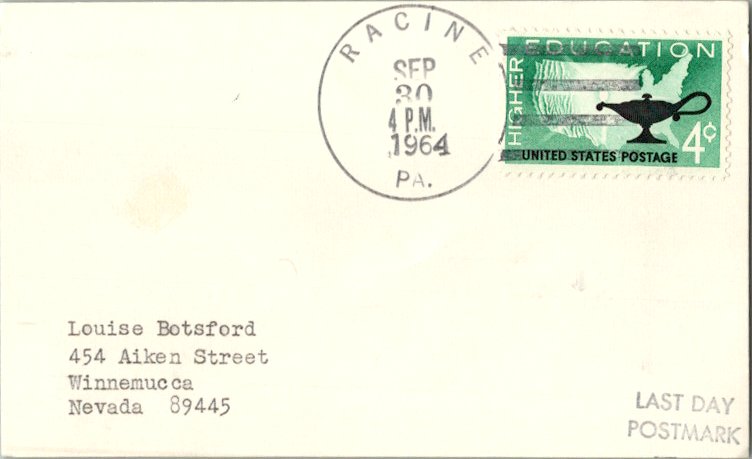 RACINE
SEP
30
4 P.M.
1964
PA.
HIGHER EDUCATION
4¢
UNITED STATES POSTAGE
Louise Botsford
454 Aiken Street
Winnemucca
Nevada 89445
LAST DAY
POSTMARK